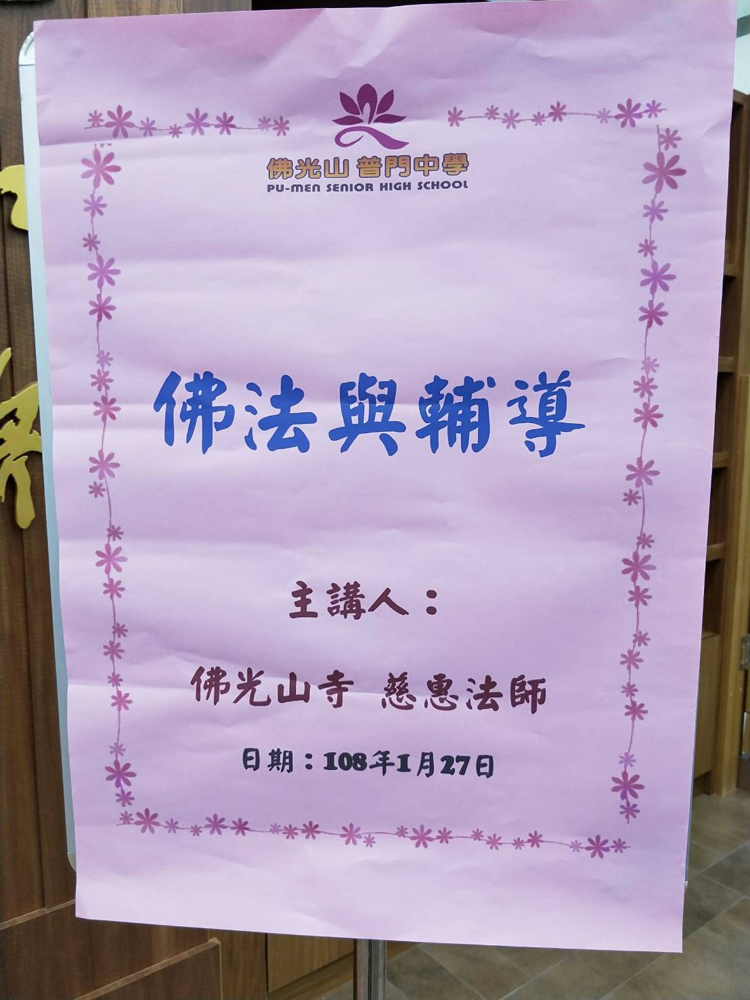 佛光山 普門中學
PU-MEN SENIOR HIGH SCHOOL
佛法與輔導
主講人：
佛光山寺 慈惠法師
日期：108年1月27日